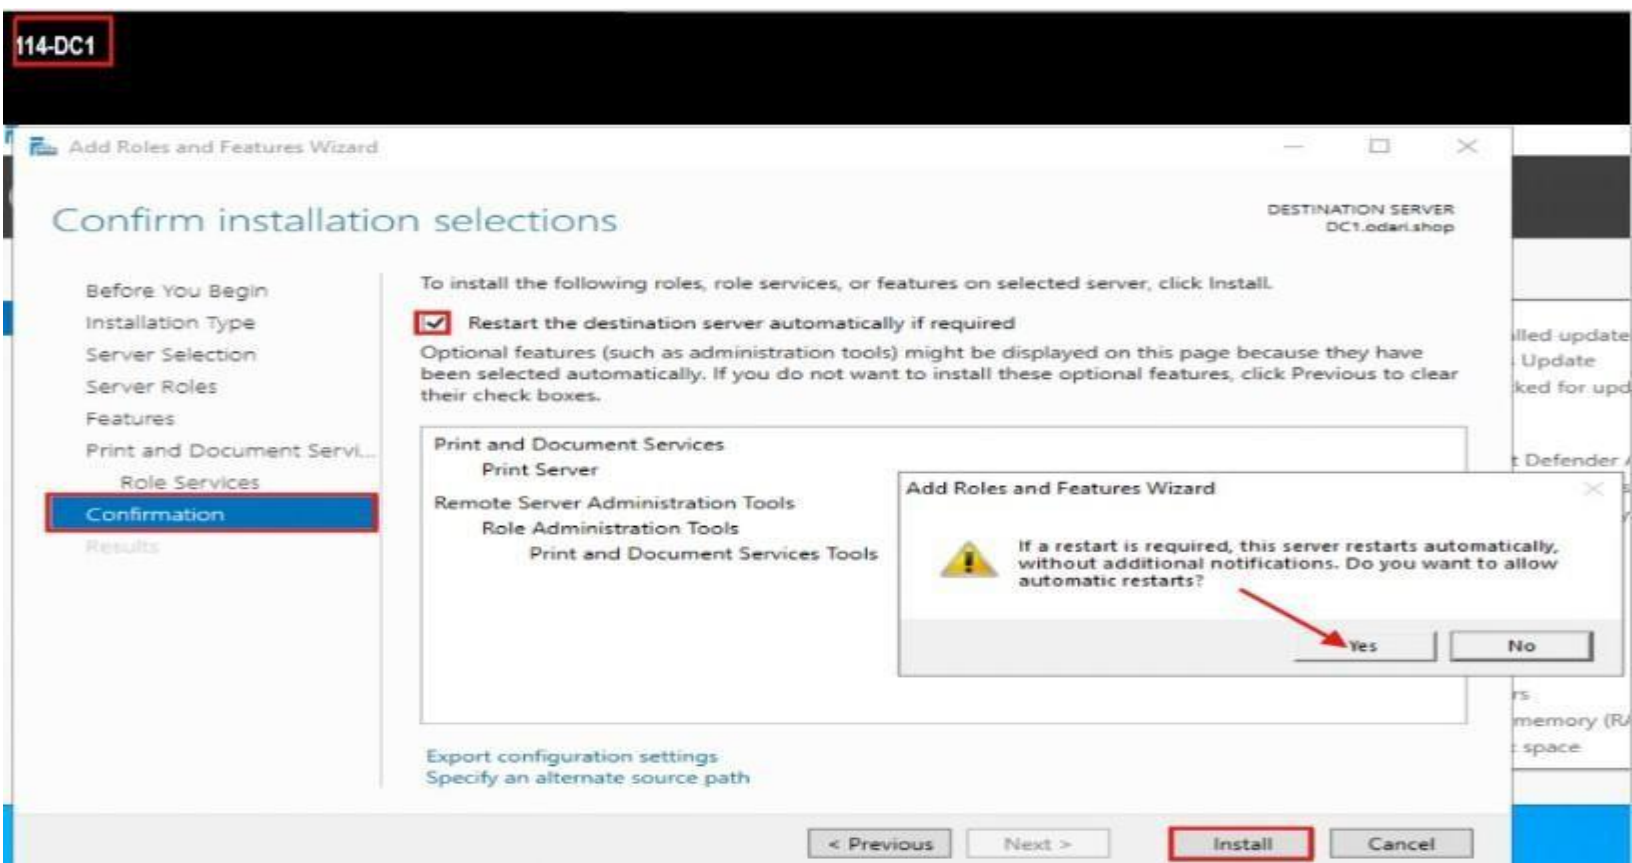 114-DC1
Add Roles and Features Wizard
Confirm installation selections
DESTINATION SERVER
DC1.odari.shop
Before You Begin
Installation Type
Server Selection
Server Roles
Features
Print and Document Servi...
Role Services
Confirmation
Results
To install the following roles, role services, or features on selected server, click Install.
Restart the destination server automatically if required
Optional features (such as administration tools) might be displayed on this page because they have
been selected automatically. If you do not want to install these optional features, click Previous to clear
their check boxes.
Print and Document Services
Print Server
Remote Server Administration Tools
Role Administration Tools
Print and Document Services Tools
Add Roles and Features Wizard
If a restart is required, this server restarts automatically,
without additional notifications. Do you want to allow
automatic restarts?
Yes
No
Export configuration settings
Specify an alternate source path
< Previous
Next >
Install
Cancel
lled update
Update
ked for upd
t Defender
rs
memory (RA
space